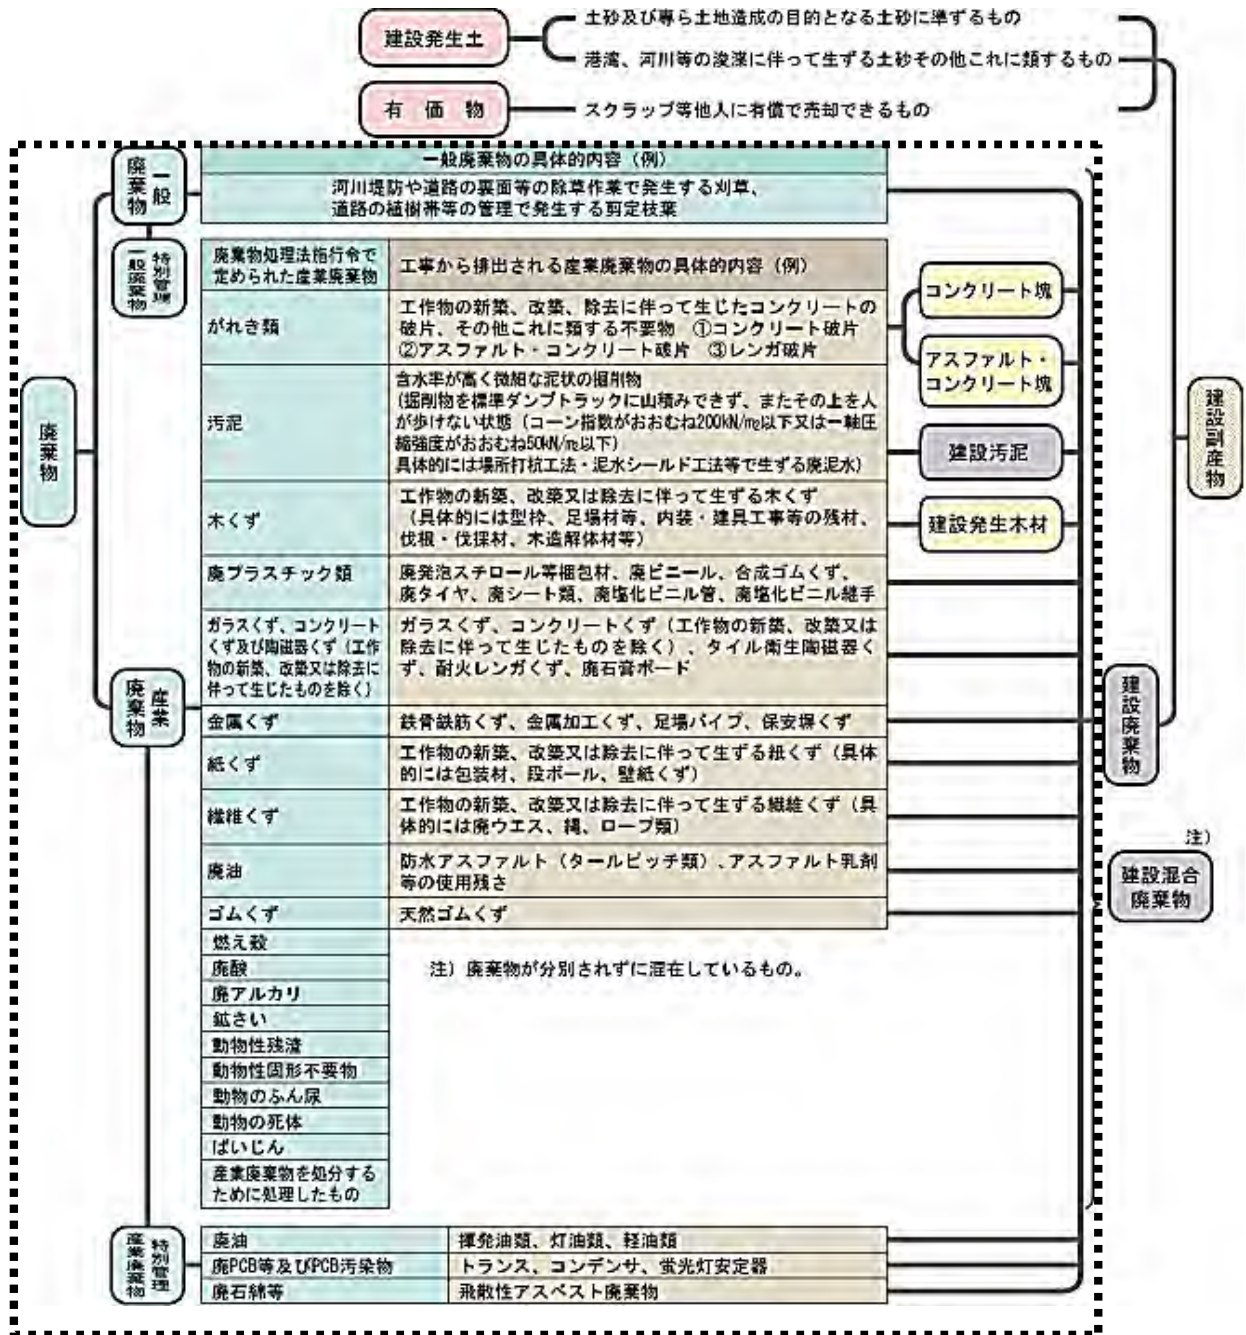 建設発生土
土砂及び専ら土地造成の目的となる土砂に準ずるもの
港湾、河川等の浚渫に伴って生ずる土砂その他これに類するもの
有価物
スクラップ等他人に有償で売却できるもの
一般廃棄物
一般廃棄物の具体的内容（例）
河川堤防や道路の裏面等の除草作業で発生する刈草、
道路の植樹帯等の管理で発生する剪定枝葉
特別管理
一般廃棄物
廃棄物処理法施行令で
定められた産業廃棄物
工事から排出される産業廃棄物の具体的内容（例）
がれき類
工作物の新築、改築、除去に伴って生じたコンクリートの
破片、その他これに類する不要物　①コンクリート破片
②アスファルト・コンクリート破片　③レンガ破片
コンクリート塊
アスファルト・
コンクリート塊
汚泥
含水率が高く微細な泥状の掘削物
（掘削物を標準ダンプトラックに山積みできず、またその上を人
が歩けない状態（コーン指数がおおむね200kN/㎡以下又は一軸圧
縮強度がおおむね50kN/㎡以下）
具体的には場所打杭工法・泥水シールド工法等で生ずる廃泥水）
建設汚泥
木くず
工作物の新築、改築又は除去に伴って生ずる木くず
（具体的には型枠、足場材等、内装・建具工事等の残材、
伐根・伐採材、木造解体材等）
建設発生木材
廃プラスチック類
廃発泡スチロール等梱包材、廃ビニール、合成ゴムくず、
廃タイヤ、廃シート類、廃塩化ビニル管、廃塩化ビニル継手
ガラスくず、コンクリート
くず及び陶磁器くず（工作
物の新築、改築又は除去に
伴って生じたものを除く）
ガラスくず、コンクリートくず（工作物の新築、改築又は
除去に伴って生じたものを除く）、タイル衛生陶磁器く
ず、耐火レンガくず、廃石膏ボード
金属くず
鉄骨鉄筋くず、金属加工くず、足場パイプ、保安塀くず
紙くず
工作物の新築、改築又は除去に伴って生ずる紙くず（具体
的には包装材、段ボール、壁紙くず）
繊維くず
工作物の新築、改築又は除去に伴って生ずる繊維くず（具
体的には廃ウエス、縄、ロープ類）
廃油
防水アスファルト（タールピッチ類）、アスファルト乳剤
等の使用残さ
ゴムくず
天然ゴムくず
燃え殻
廃酸
廃アルカリ
鉱さい
動物性残渣
動物性固形不要物
動物のふん尿
動物の死体
ばいじん
産業廃棄物を処分する
ために処理したもの
注）廃棄物が分別されずに混在しているもの。
廃棄物
産業廃棄物
特別管理
産業廃棄物
廃油
揮発油類、灯油類、軽油類
廃PCB等及びPCB汚染物
トランス、コンデンサ、蛍光灯安定器
廃石綿等
飛散性アスベスト廃棄物
建設副産物
建設廃棄物
注）
建設混合
廃棄物